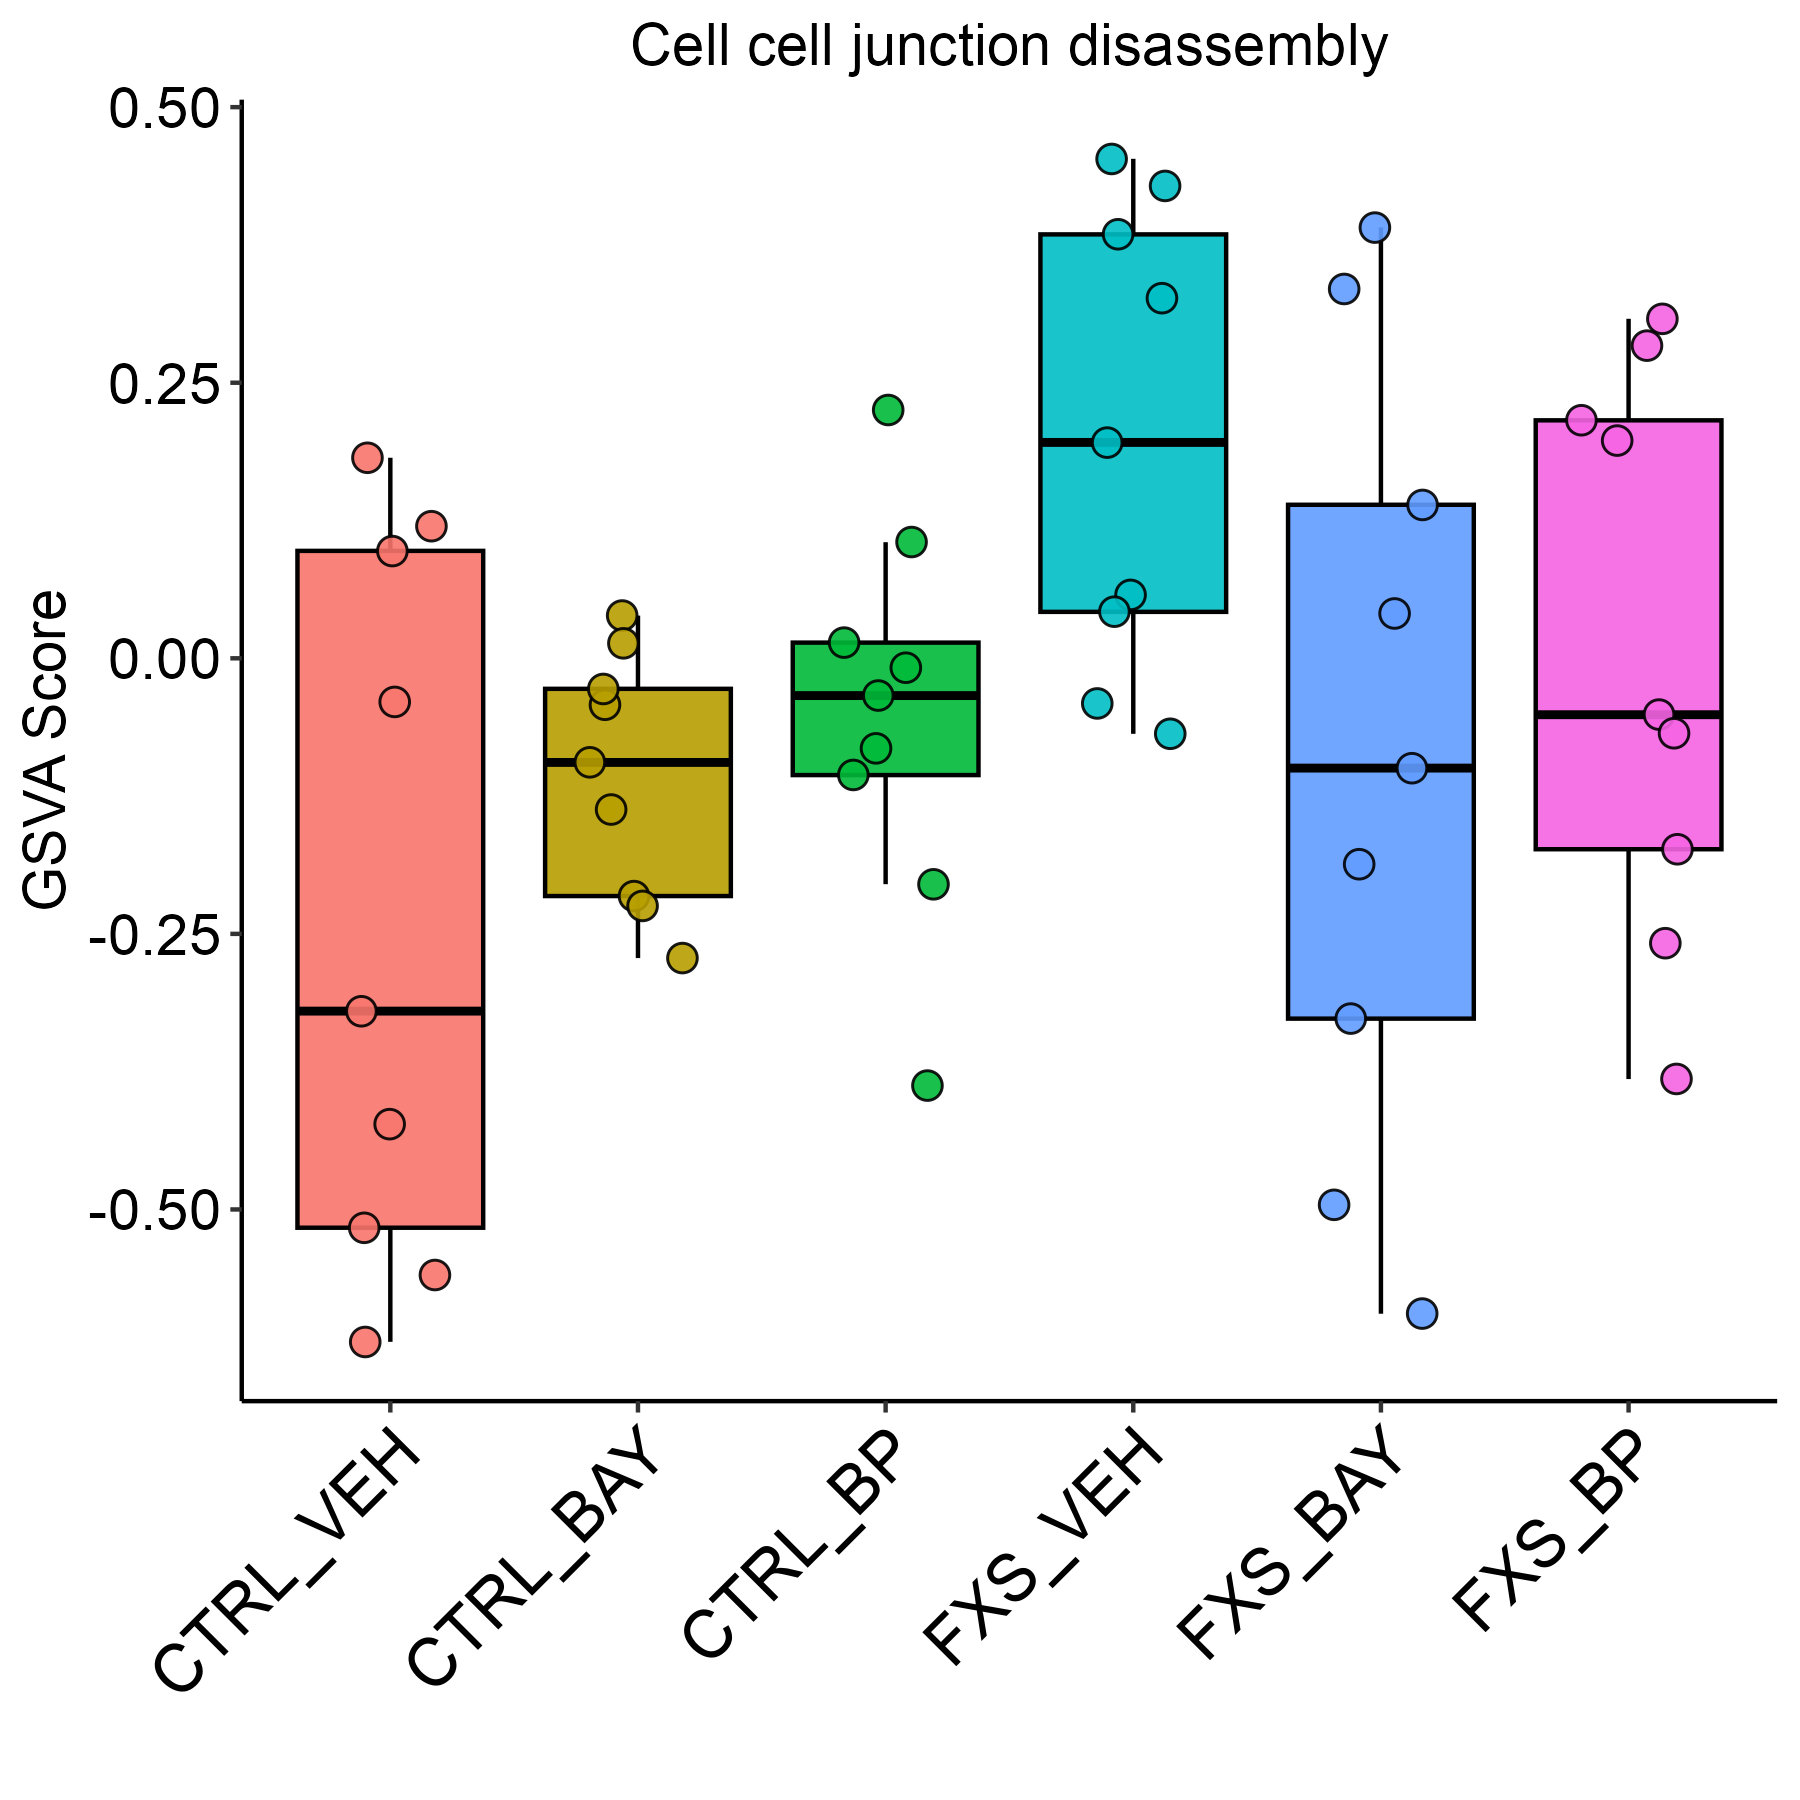 Cell cell junction disassembly
0.50
0.25
0.00
-0.25
-0.50
GSVA Score
CTRL_VEH
CTRL_BAY
CTRL_BP
FXS_VEH
FXS_BAY
FXS_BP